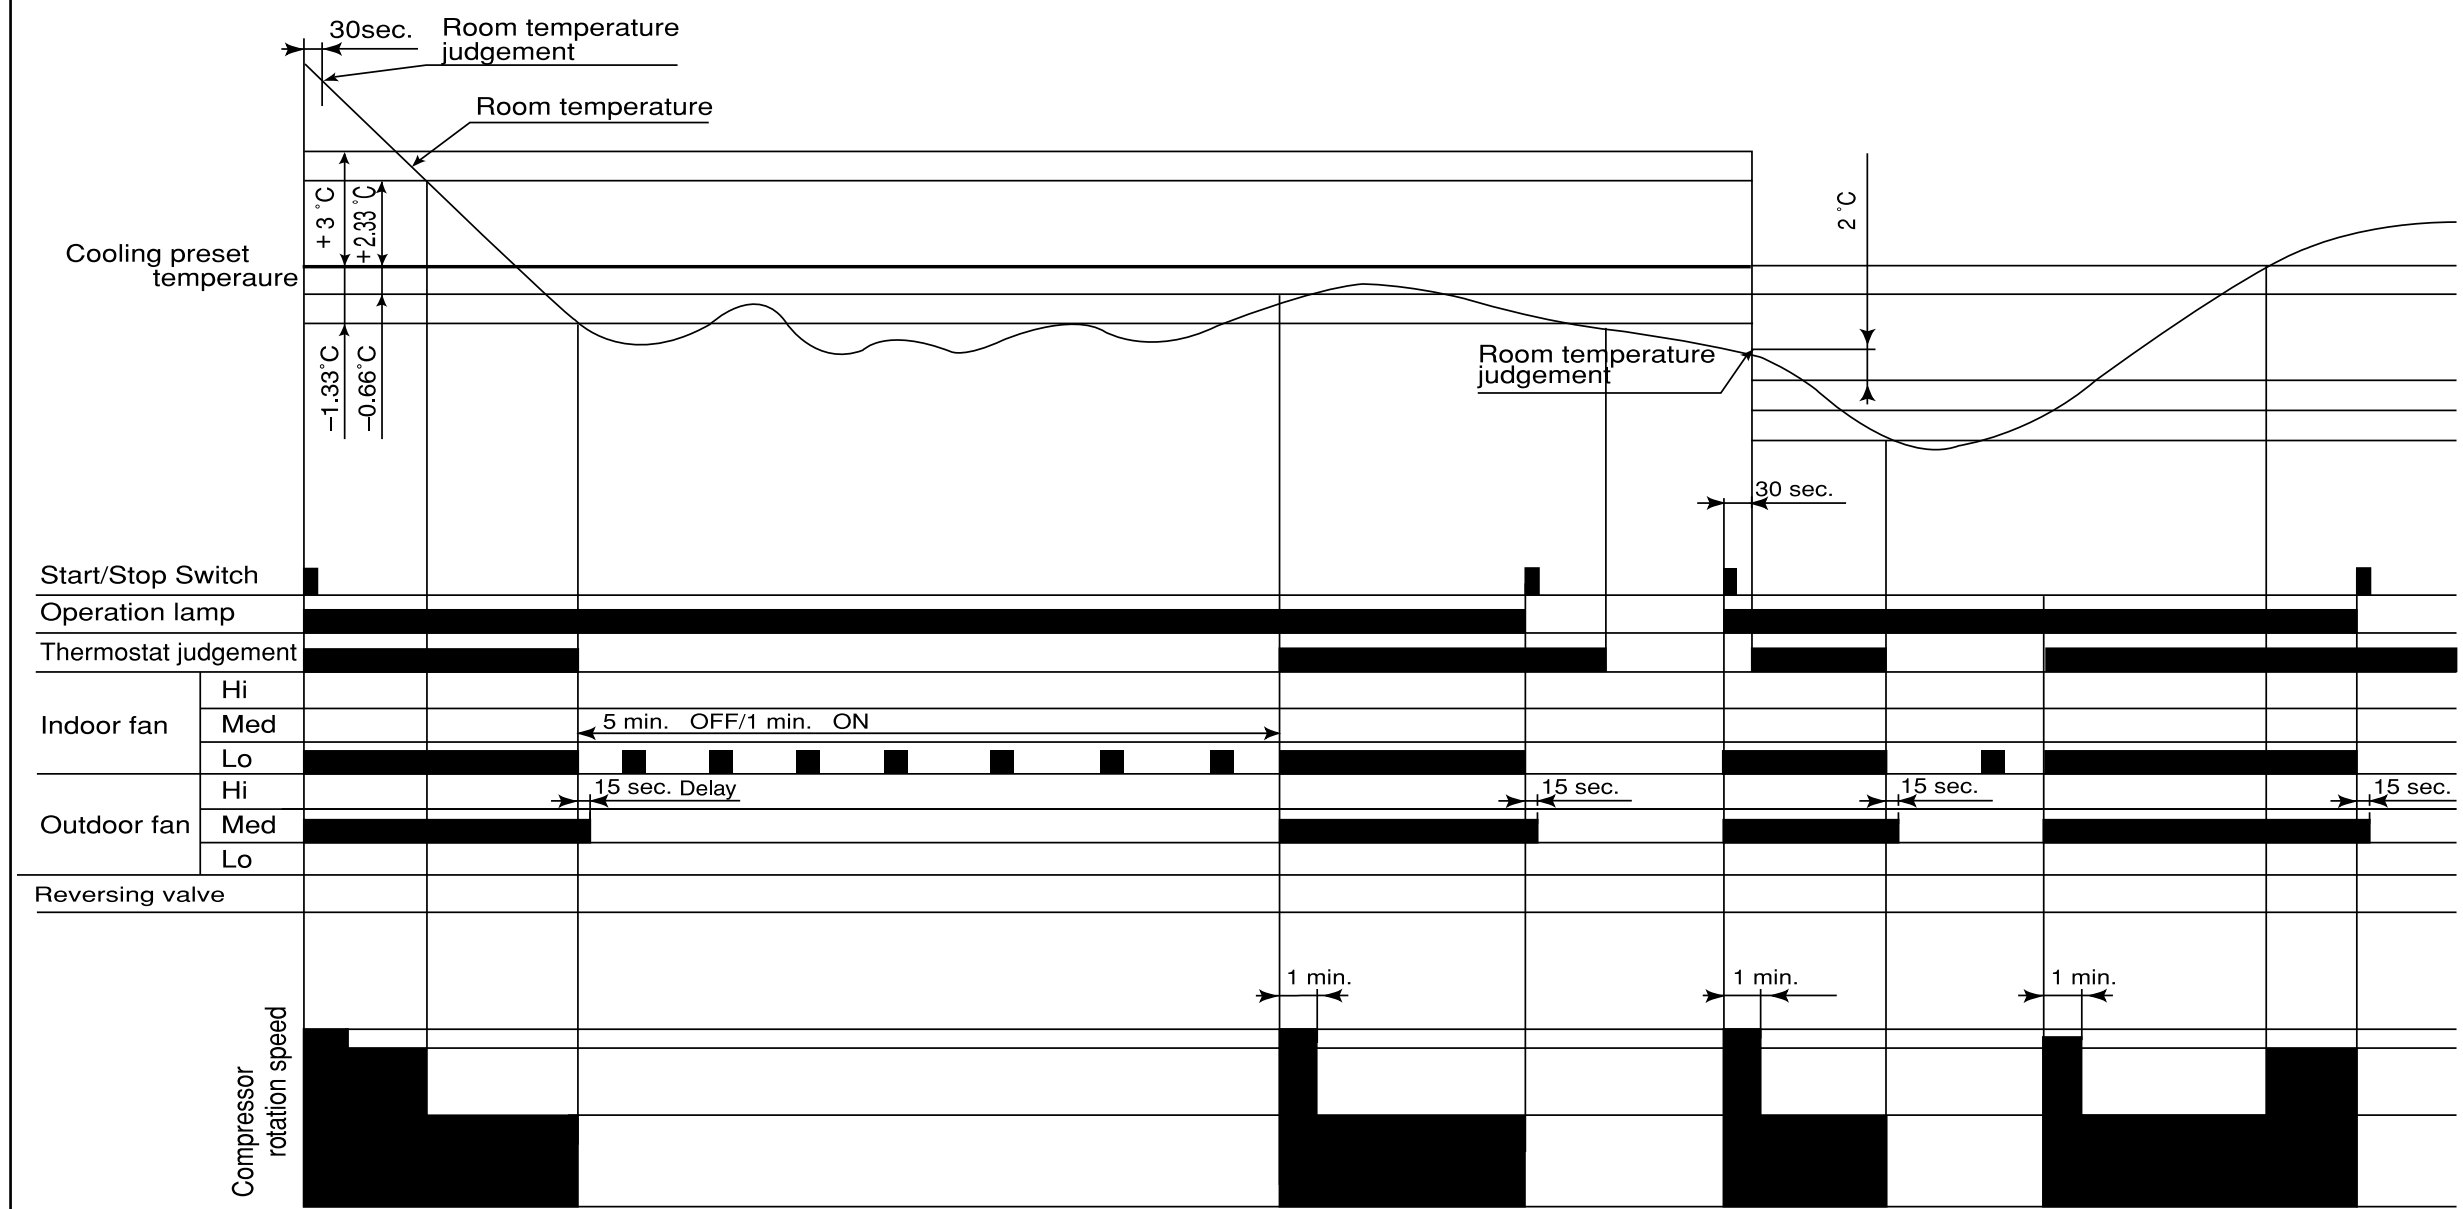 30sec.
Room temperature
judgement
Room temperature
+ 3 ˚C
+2.33 ˚C
2 ˚C
Cooling preset
temperaure
−1.33˚C
−0.66˚C
Room temperature
judgement
30 sec.
Start/Stop Switch
Operation lamp
Thermostat judgement
Hi
Indoor fan
Med
5 min. OFF/1 min. ON
Lo
Hi
15 sec. Delay
15 sec.
15 sec.
15 sec.
Outdoor fan
Med
Lo
Reversing valve
1 min.
1 min.
1 min.
Compressor
rotation speed